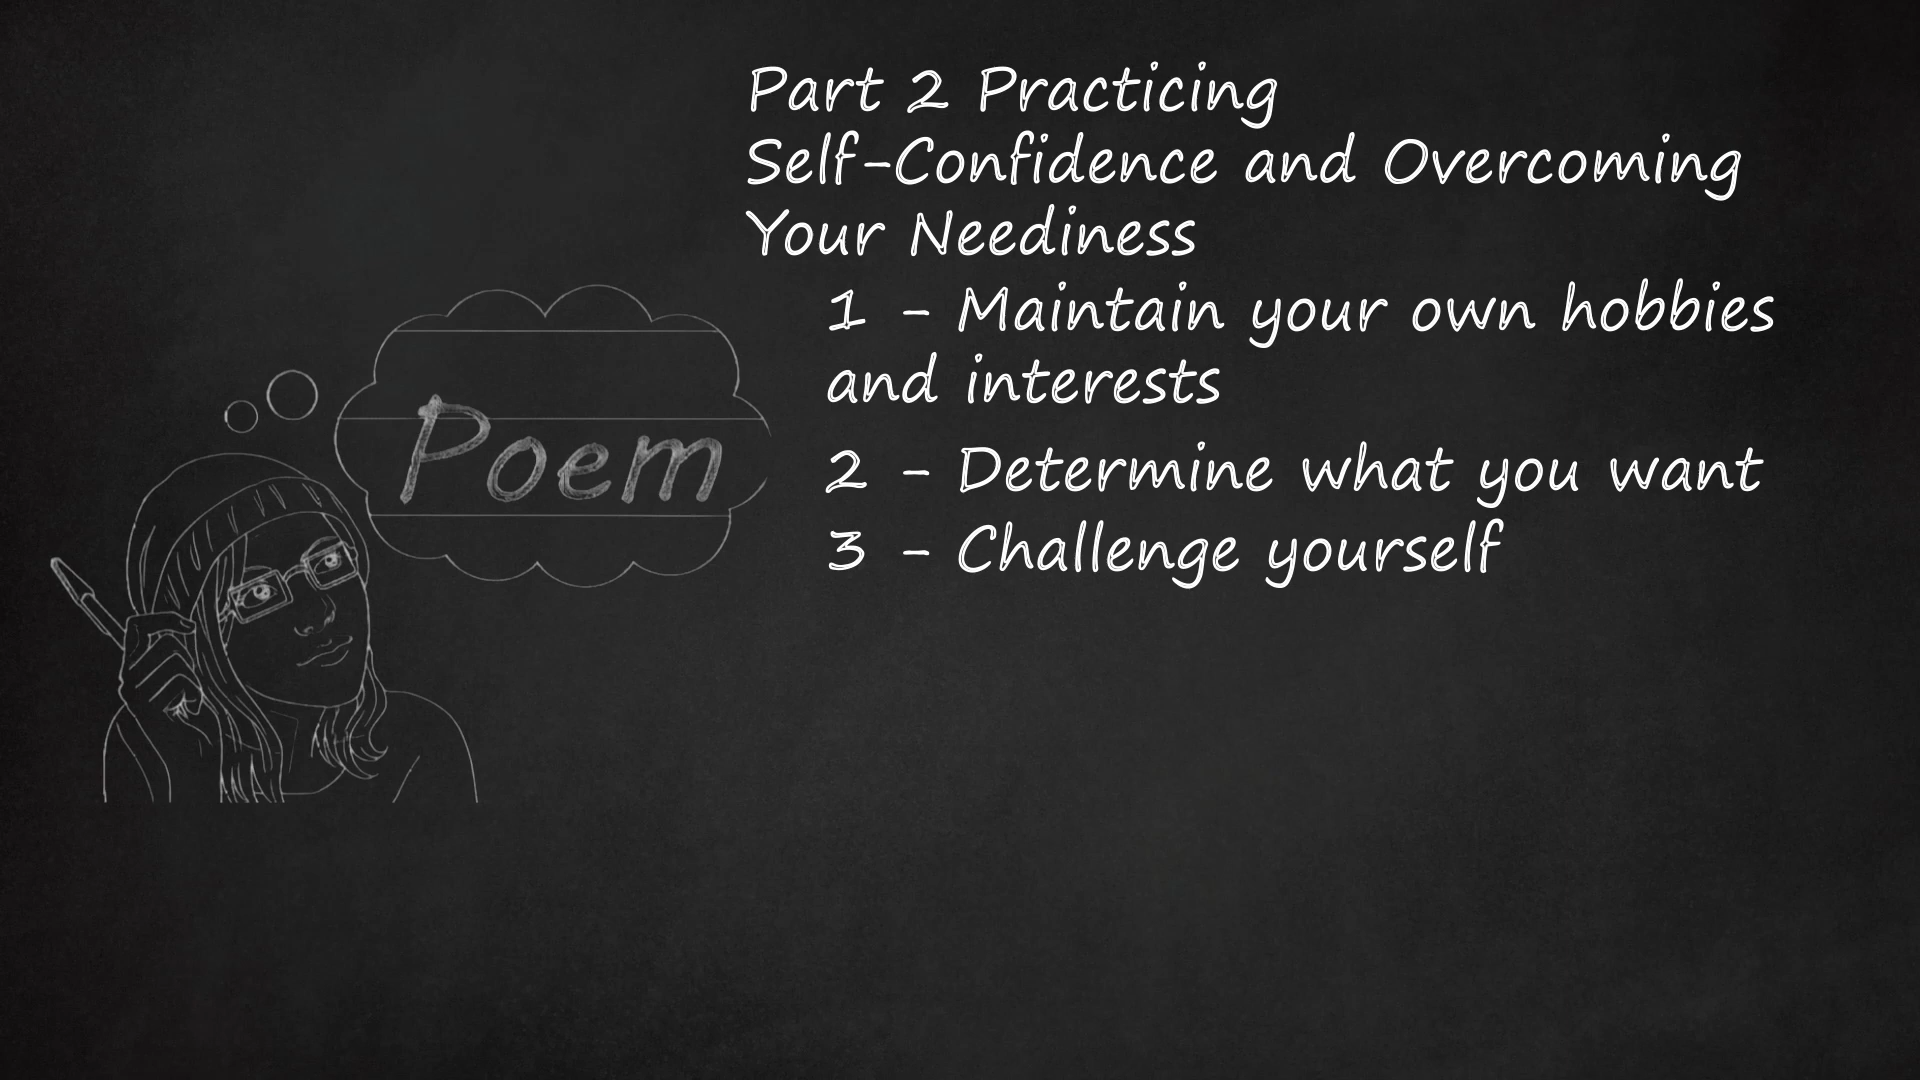 Part 2 Practicing
Self-Confidence and Overcoming
Your Neediness
1 - Maintain your own hobbies
and interests
2 - Determine what you want
3 - Challenge yourself
Poem